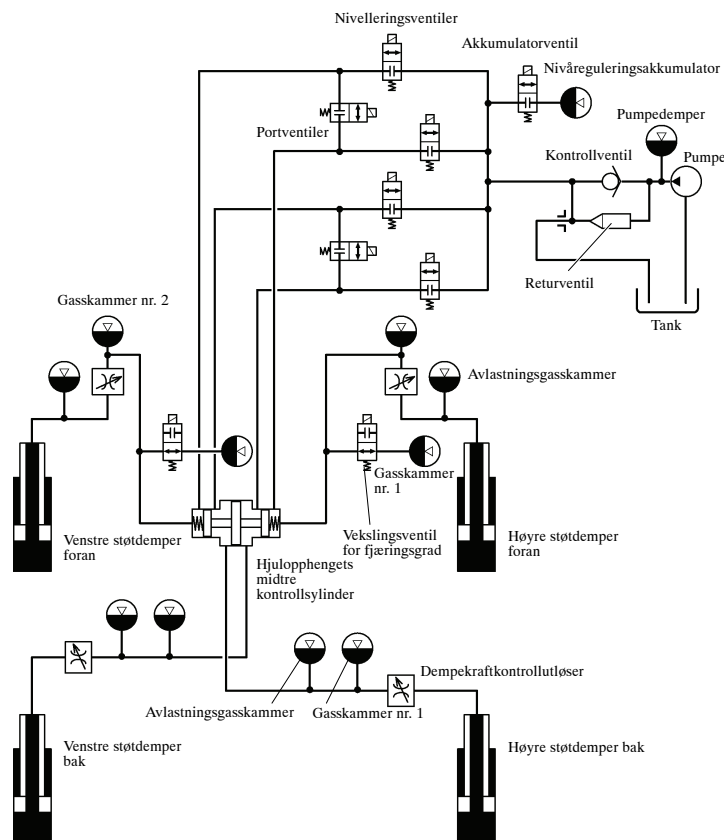 Nivelleringsventiler
Akkumulatorventil
Nivåreguleringsakkumulator
Pumpedemper
Portventiler
Kontrollventil
Pumpe
Returventil
Tank
Gasskammer nr. 2
Avlastningsgasskammer
Gasskammer
nr. 1
Venstre støtdemper
foran
Vekslingsventil
for fjæringsgrad
Høyre støtdemper
foran
Hjulopphengets
midtre
kontrollsylinder
Dempekraftkontrollutløser
Avlastningsgasskammer
Gasskammer nr. 1
Venstre støtdemper
bak
Høyre støtdemper bak